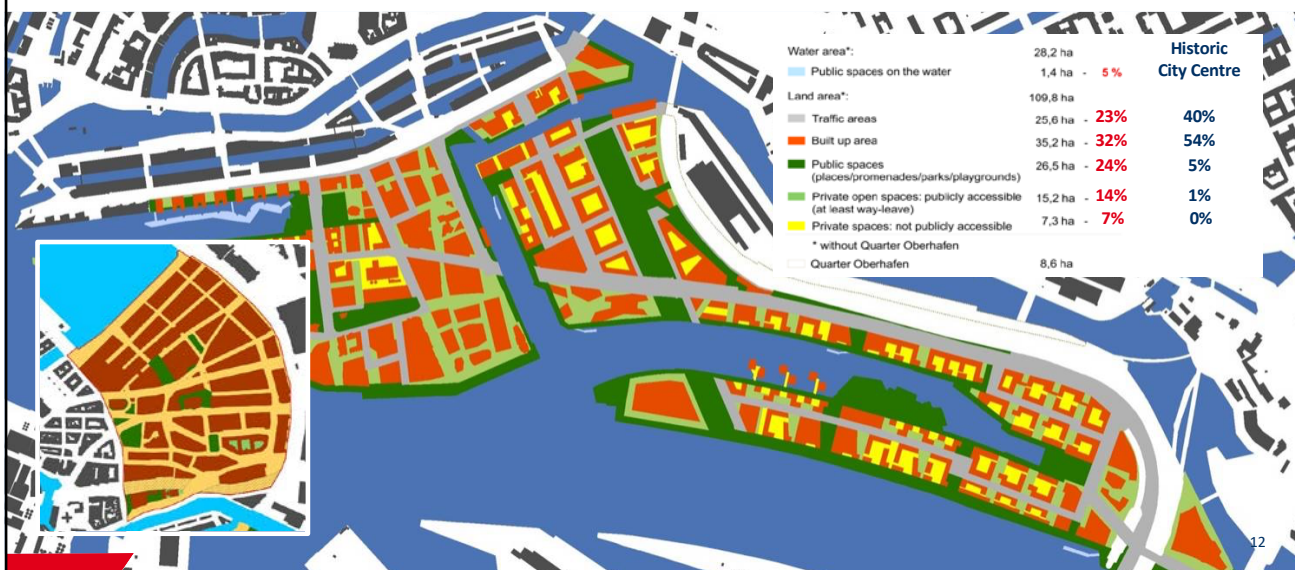 Water area*: 28,2 ha Historic
Public spaces on the water 1,4 ha - 5 % City Centre
Land area*: 109,8 ha
Traffic areas 25,6 ha - 23% 40%
Built up area 35,2 ha - 32% 54%
Public spaces 26,5 ha - 24% 5%
(places/promenades/parks/playgrounds)
Private open spaces: publicly accessible 15,2 ha - 14% 1%
(at least way-leave)
Private spaces: not publicly accessible 7,3 ha - 7% 0%
* without Quarter Oberhafen
Quarter Oberhafen 8,6 ha
12